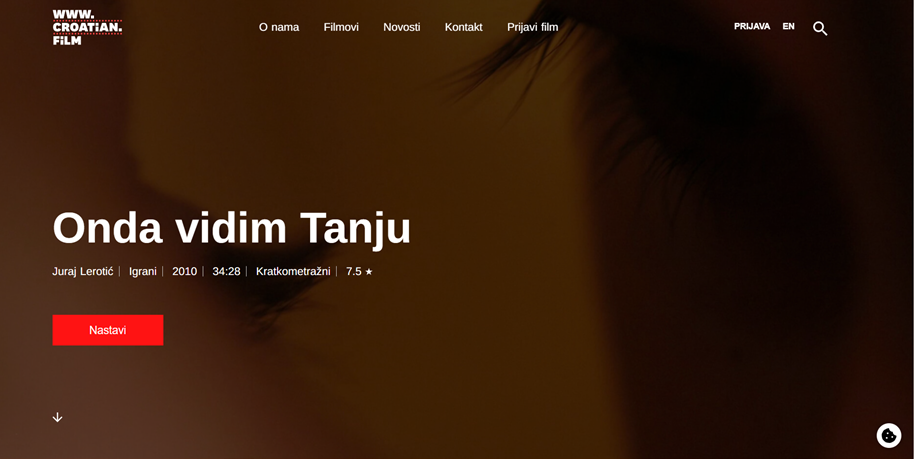 WWW.
CROATiAN.
FiLM
O nama Filmovi Novosti Kontakt Prijavi film
PRIJAVA EN
Onda vidim Tanju
Juraj Lerotić | Igrani | 2010 | 34:28 | Kratkometražni | 7.5 ★
Nastavi